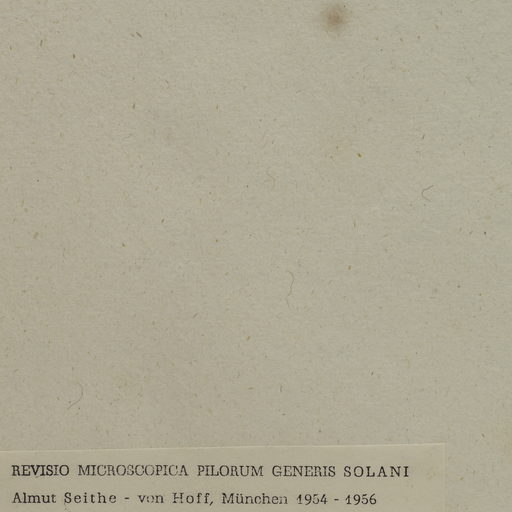 REVISIO MICROSCOPICA PILORUM GENERIS SOLANI
Almut Seithe - von Hoff, München 1954 - 1956